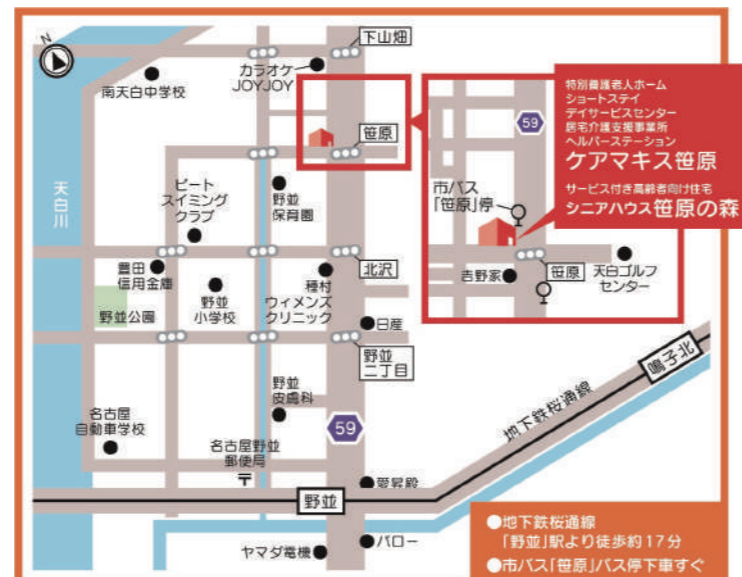 N
下山畑
カラオケ
JOYJOY
南天白中学校
笹原
天白川
ビート
スイミング
クラブ
野並
保育園
豊田
信用金庫
北沢
野並
小学校
種村
ウィメンズ
クリニック
野並公園
日産
野並
二丁目
野並
皮膚科
名古屋
自動車学校
59
名古屋野並
郵便局
〒
愛昇殿
野並
ヤマダ電機
バロー
地下鉄桜通線
鳴子北
59
市バス
「笹原」停
吉野家
笹原
天白ゴルフ
センター
特別養護老人ホーム
ショートステイ
デイサービスセンター
居宅介護支援事業所
ヘルパーステーション
ケアマキス笹原
サービス付き高齢者向け住宅
シニアハウス笹原の森
●地下鉄桜通線
「野並」駅より徒歩約17分
●市バス「笹原」バス停下車すぐ